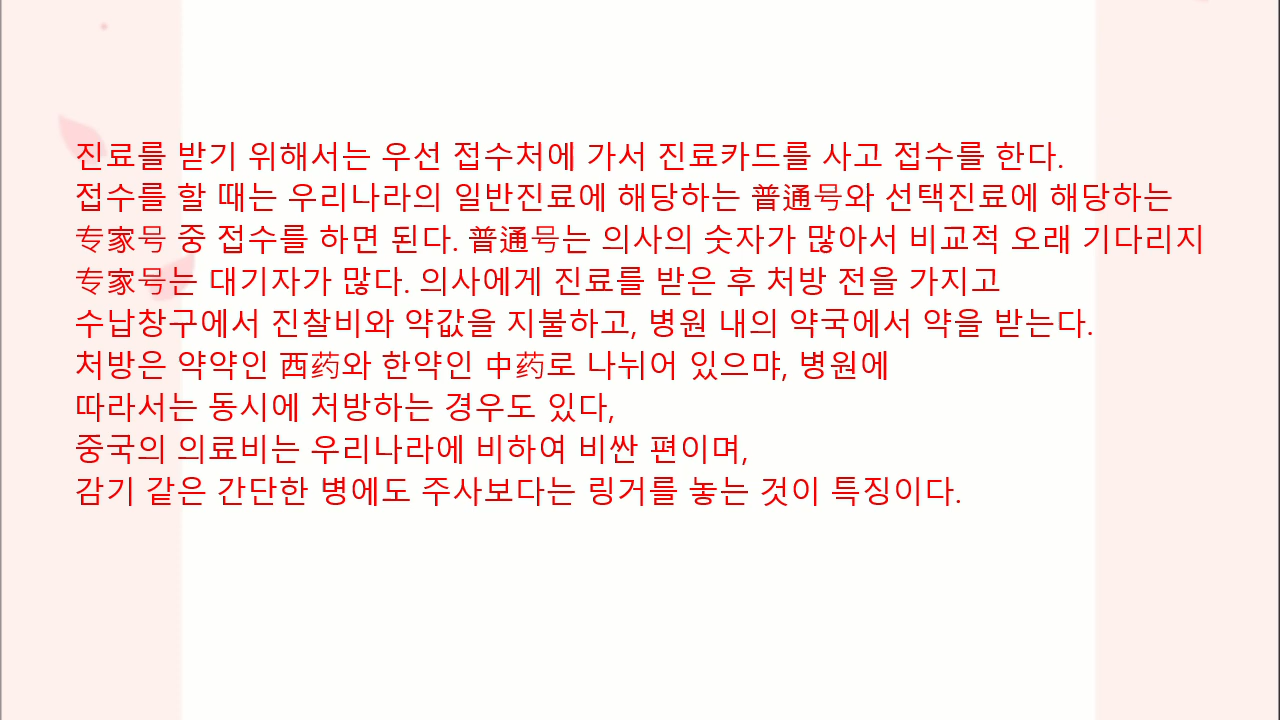 진료를 받기 위해서는 우선 접수처에 가서 진료카드를 사고 접수를 한다.
접수를 할 때는 우리나라의 일반진료에 해당하는 普通号와 선택진료에 해당하는
专家号 중 접수를 하면 된다. 普通号는 의사의 숫자가 많아서 비교적 오래 기다리지
专家号는 대기자가 많다. 의사에게 진료를 받은 후 처방 전을 가지고
수납창구에서 진찰비와 약값을 지불하고, 병원 내의 약국에서 약을 받는다.
처방은 약약인 西药와 한약인 中药로 나뉘어 있으먀, 병원에
따라서는 동시에 처방하는 경우도 있다,
중국의 의료비는 우리나라에 비하여 비싼 편이며,
감기 같은 간단한 병에도 주사보다는 링거를 놓는 것이 특징이다.